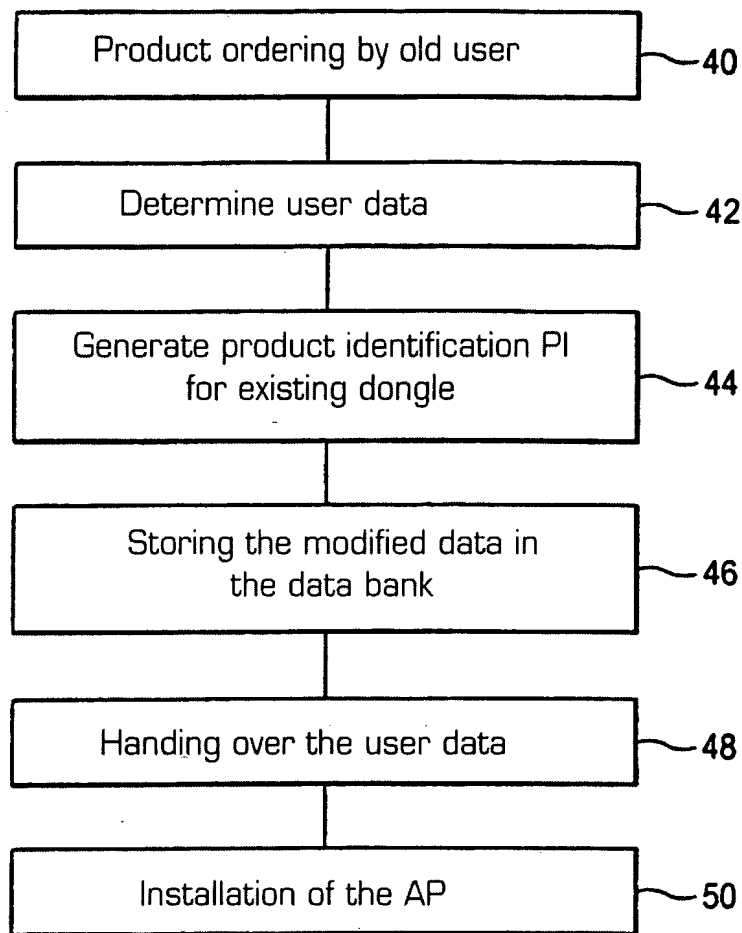 Product ordering by old user
40
Determine user data
42
Generate product identification PI
for existing dongle
44
Storing the modified data in
the data bank
46
Handing over the user data
48
Installation of the AP
50